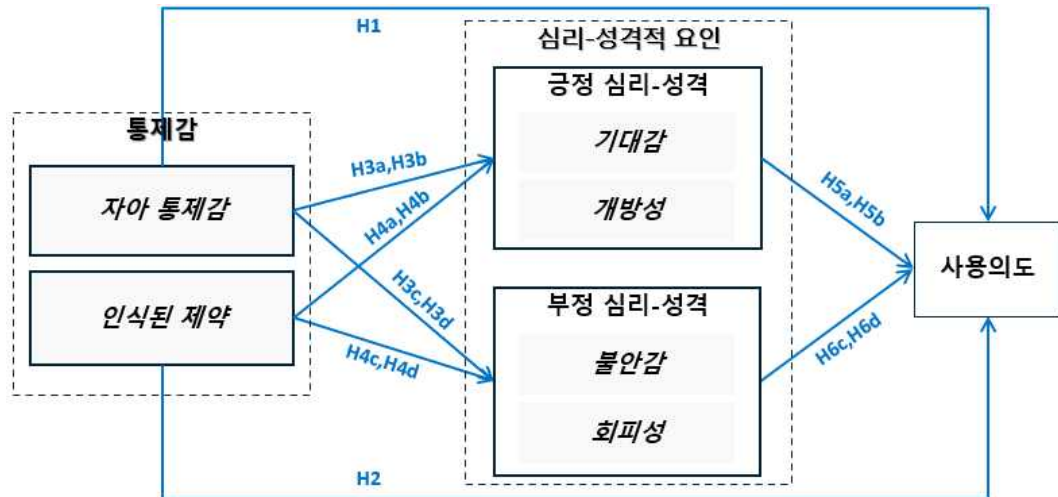 H1
심리-성격적 요인
긍정 심리-성격
통제감
기대감
H3a,H3b
자아 통제감
개방성
H4a,H4b
H5a,H5b
사용의도
H3c,H3d
인식된 제약
부정 심리-성격
H4c,H4d
불안감
H6c,H6d
회피성
H2